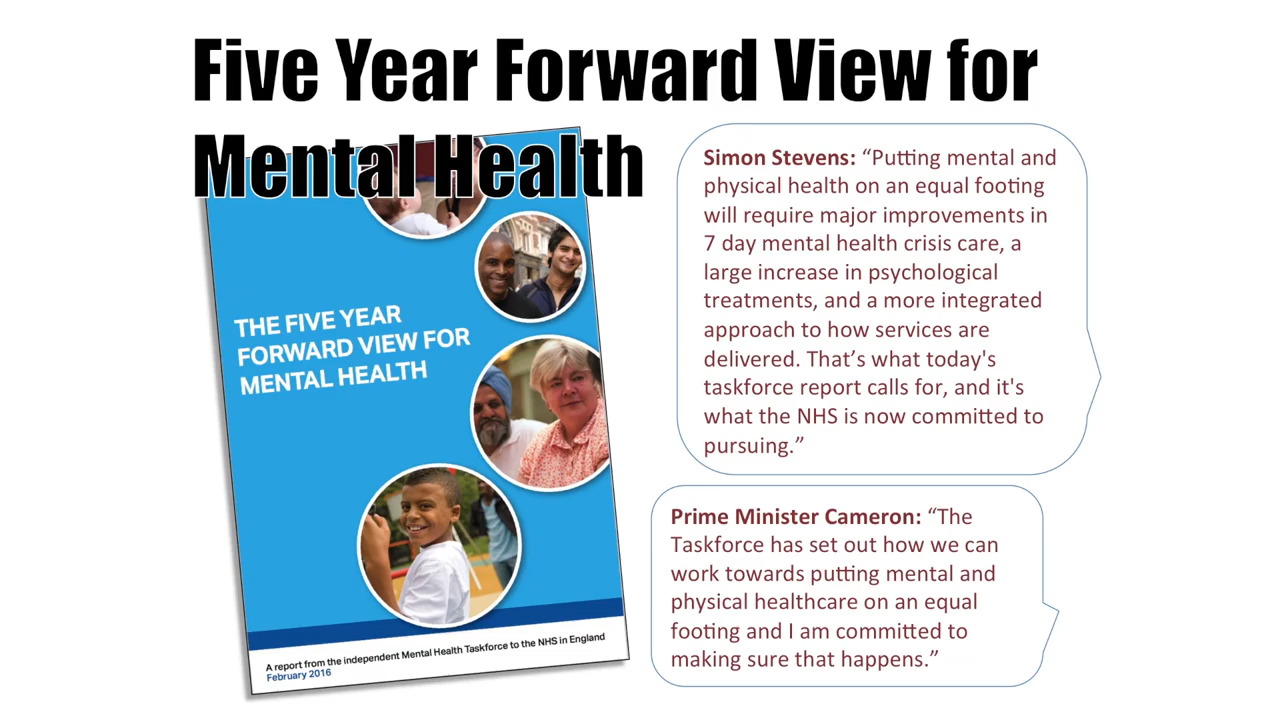 Five Year Forward View for
Mental Health
THE FIVE YEAR
FORWARD VIEW FOR
MENTAL HEALTH
A report from the independent Mental Health Taskforce to the NHS in England
February 2016
Simon Stevens: “Putting mental and
physical health on an equal footing
will require major improvements in
7 day mental health crisis care, a
large increase in psychological
treatments, and a more integrated
approach to how services are
delivered. That’s what today's
taskforce report calls for, and it's
what the NHS is now committed to
pursuing.”
Prime Minister Cameron: “The
Taskforce has set out how we can
work towards putting mental and
physical healthcare on an equal
footing and I am committed to
making sure that happens.”